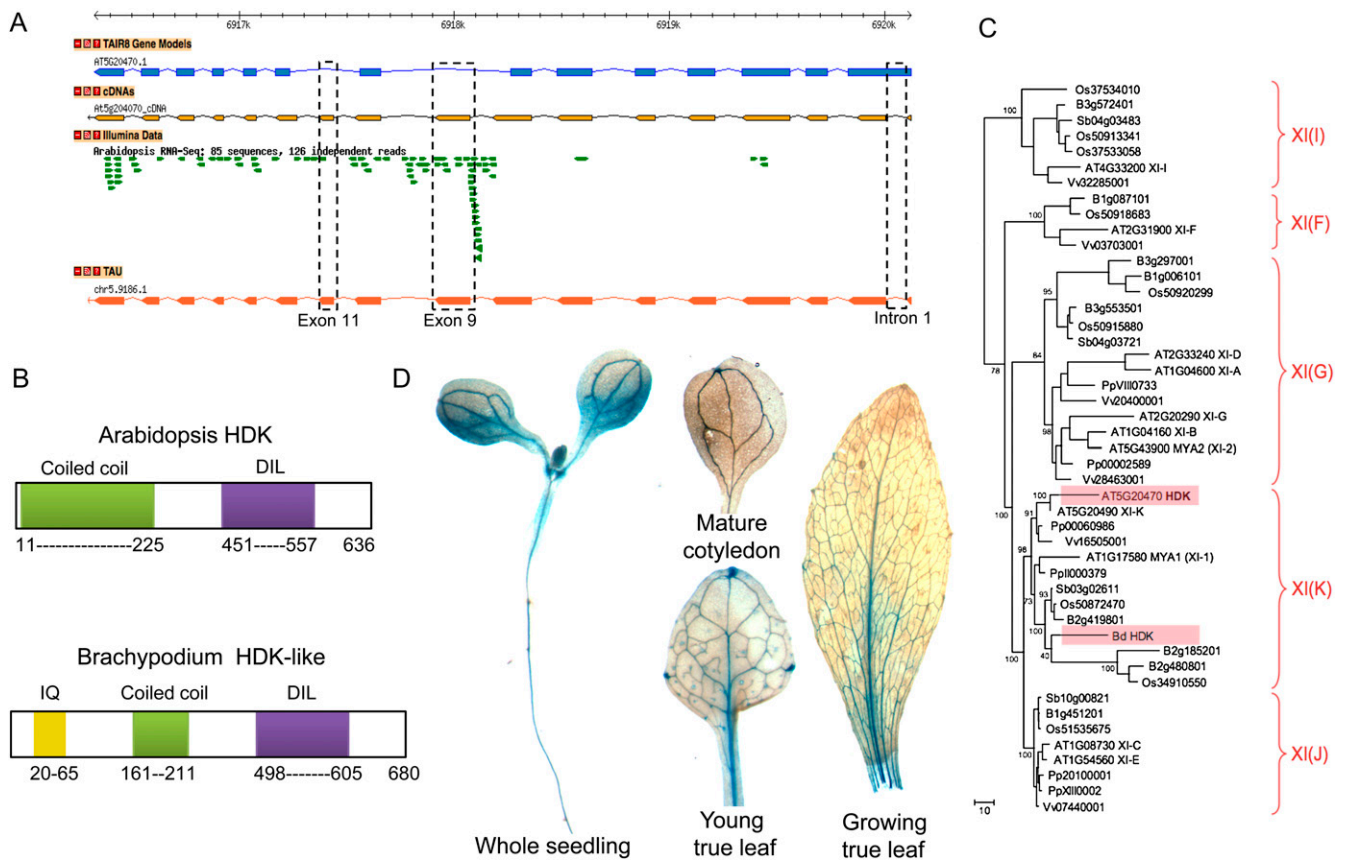 A
6917k 6918k 6919k 6920k
TAIR8 Gene Models
AT5G20470.1
cDNAs
At5g204070_cDNA
Illumina Data
Arabidopsis RNA-Seq: 85 sequences, 126 independent reads
TAU
chr5.9186.1
Exon 11
Exon 9
Intron 1
B
Arabidopsis HDK
Coiled coil
DIL
11-----------------225
451-----557
636
Brachypodium HDK-like
IQ
Coiled coil
DIL
20-65
161--211
498-------605
680
C
Os37534010
B3g572401
Sb04g03483
Os50913341
Os37533058
AT4G33200 XI-I
Vv32285001
B1g087101
Os50918683
AT2G31900 XI-F
Vv03703001
B3g297001
B1g006101
Os50920299
B3g553501
Os50915880
Sb04g03721
AT2G33240 XI-D
AT1G04600 XI-A
PpVIII0733
Vv20400001
AT2G20290 XI-G
AT1G04160 XI-B
AT5G43900 MYA2 (XI-2)
Pp00002589
Vv28463001
AT5G20470 HDK
AT5G20490 XI-K
Pp00060986
Vv16505001
AT1G17580 MYA1 (XI-1)
PpII000379
Sb03g02611
Os50872470
B2g419801
Bd HDK
B2g185201
B2g480801
Os34910550
Sb10g00821
B1g451201
Os51535675
AT1G08730 XI-C
AT1G54560 XI-E
Pp20100001
PpXIII0002
Vv07440001
100
100
95
84
78
98
100
91
98
93
73
100
40
100
100
100
10
XI(I)
XI(F)
XI(G)
XI(K)
XI(J)
D
Whole seedling
Mature
cotyledon
Young
true leaf
Growing
true leaf